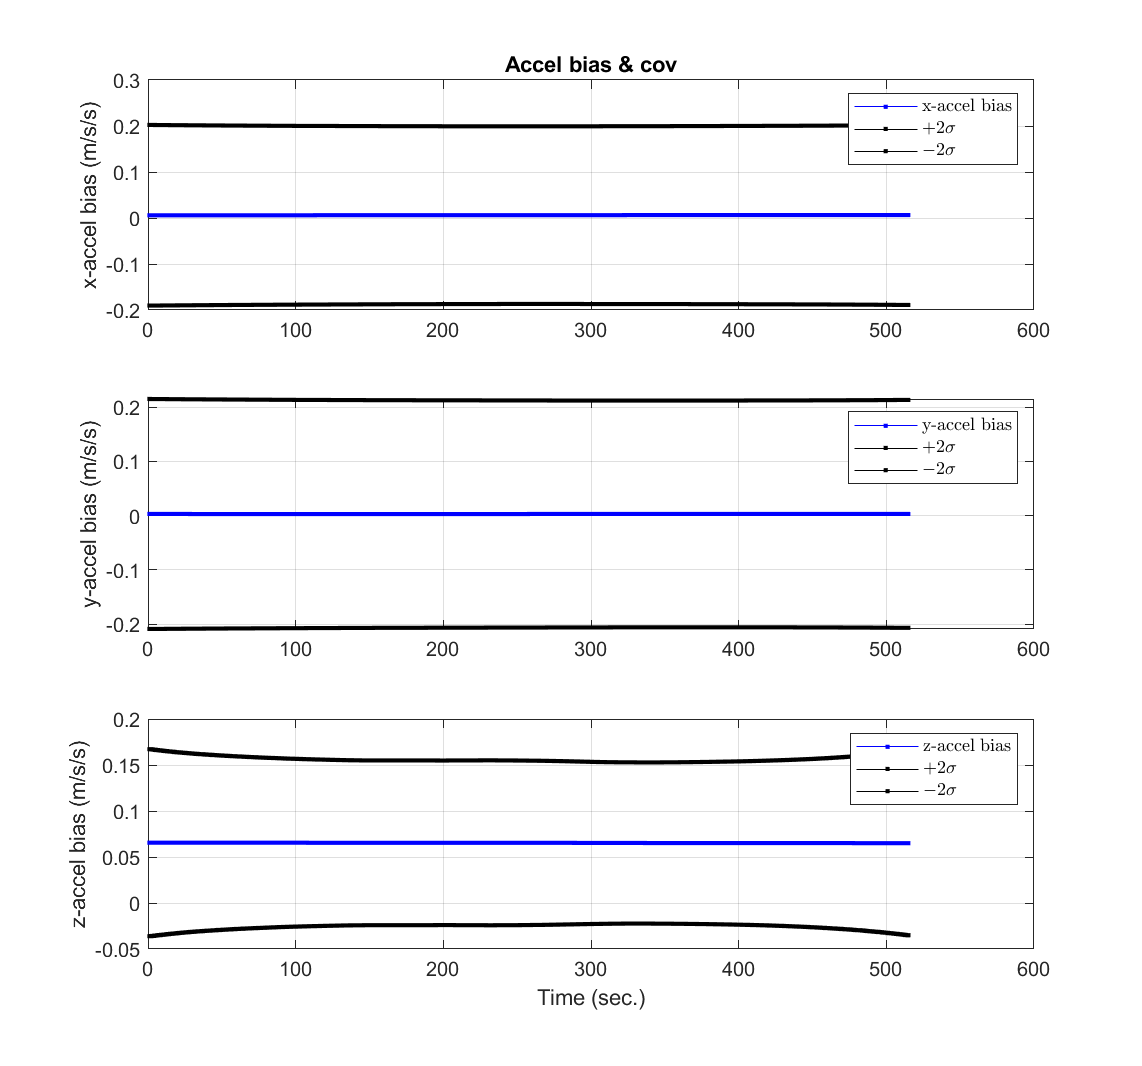 Accel bias & cov
x-accel bias (m/s/s)
0.3
0.2
0.1
0
-0.1
-0.2
x-accel bias
+2σ
−2σ
0 100 200 300 400 500 600
y-accel bias (m/s/s)
0.2
0.1
0
-0.1
-0.2
y-accel bias
+2σ
−2σ
0 100 200 300 400 500 600
z-accel bias (m/s/s)
0.2
0.15
0.1
0.05
0
-0.05
z-accel bias
+2σ
−2σ
0 100 200 300 400 500 600
Time (sec.)